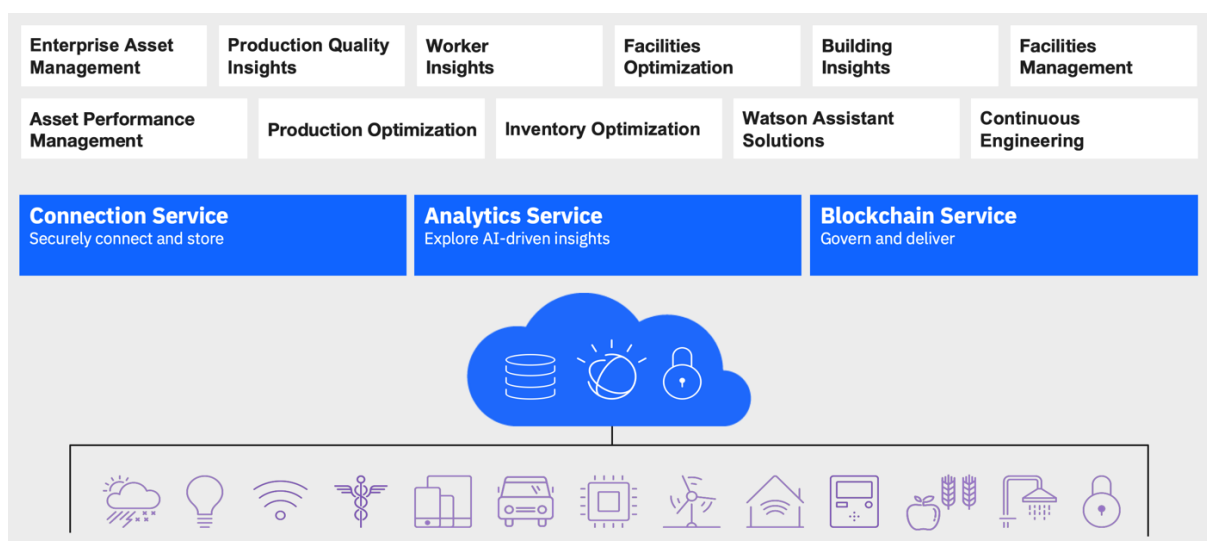 Enterprise Asset
Management
Production Quality
Insights
Worker
Insights
Facilities
Optimization
Building
Insights
Facilities
Management
Asset Performance
Management
Production Optimization
Inventory Optimization
Watson Assistant
Solutions
Continuous
Engineering
Connection Service
Securely connect and store
Analytics Service
Explore AI-driven insights
Blockchain Service
Govern and deliver